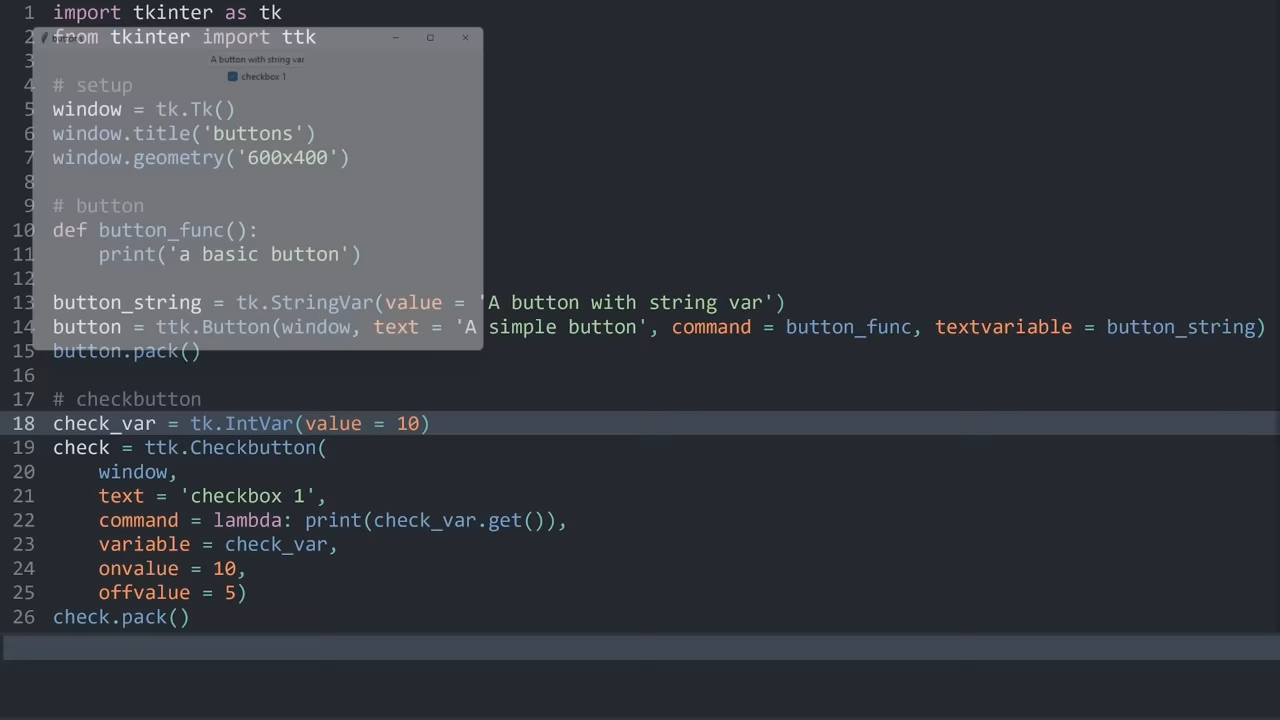 1 import tkinter as tk
2 from tkinter import ttk
buttons
3
A button with string var
checkbox 1
4 # setup
5 window = tk.Tk()
6 window.title('buttons')
7 window.geometry('600x400')
8
9 # button
10 def button_func():
11     print('a basic button')
12
13 button_string = tk.StringVar(value = 'A button with string var')
14 button = ttk.Button(window, text = 'A simple button', command = button_func, textvariable = button_string)
15 button.pack()
16
17 # checkbutton
18 check_var = tk.IntVar(value = 10)
19 check = ttk.Checkbutton(
20     window,
21     text = 'checkbox 1',
22     command = lambda: print(check_var.get()),
23     variable = check_var,
24     onvalue = 10,
25     offvalue = 5)
26 check.pack()